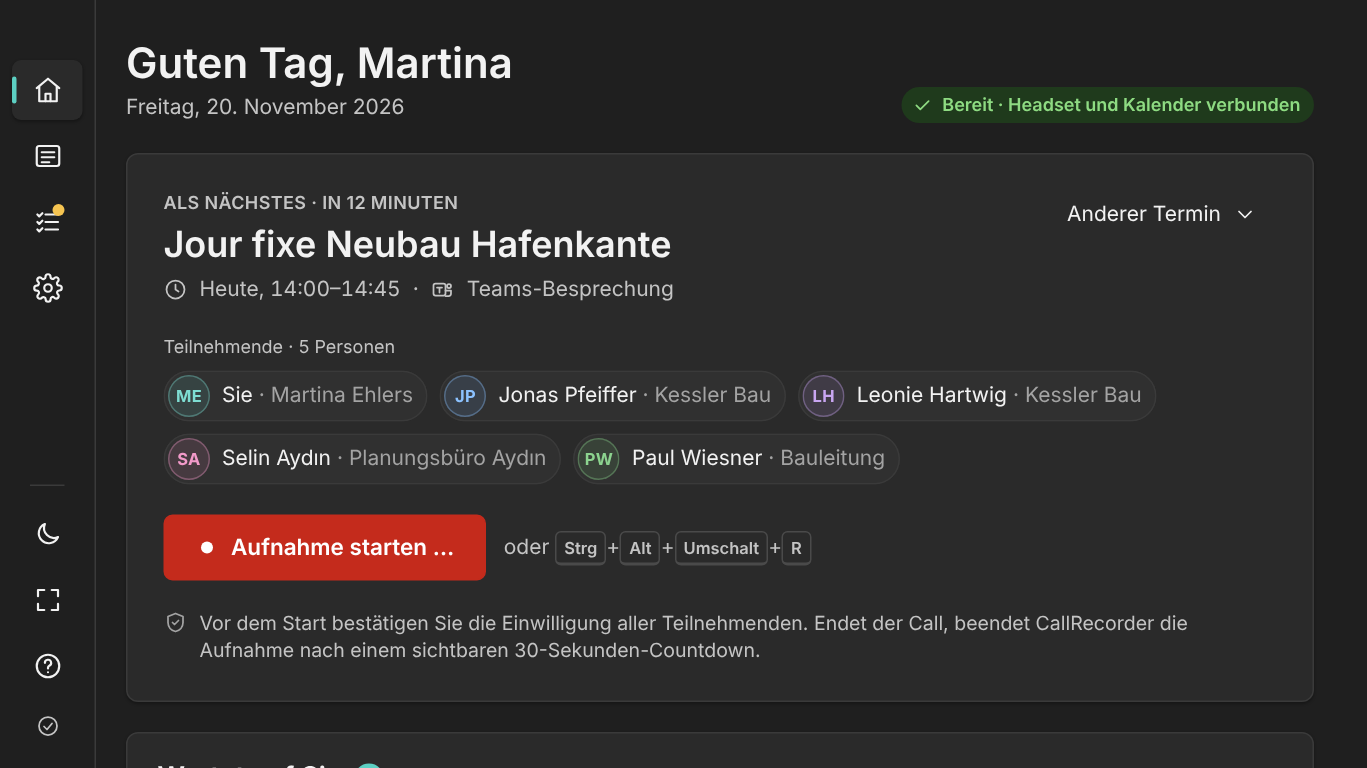 Guten Tag, Martina
Freitag, 20. November 2026
Bereit · Headset und Kalender verbunden
ALS NÄCHSTES · IN 12 MINUTEN
Anderer Termin
Jour fixe Neubau Hafenkante
Heute, 14:00–14:45 · Teams-Besprechung
Teilnehmende · 5 Personen
ME Sie · Martina Ehlers JP Jonas Pfeiffer · Kessler Bau LH Leonie Hartwig · Kessler Bau
SA Selin Aydın · Planungsbüro Aydın PW Paul Wiesner · Bauleitung
Aufnahme starten … oder Strg + Alt + Umschalt + R
Vor dem Start bestätigen Sie die Einwilligung aller Teilnehmenden. Endet der Call, beendet CallRecorder die
Aufnahme nach einem sichtbaren 30-Sekunden-Countdown.